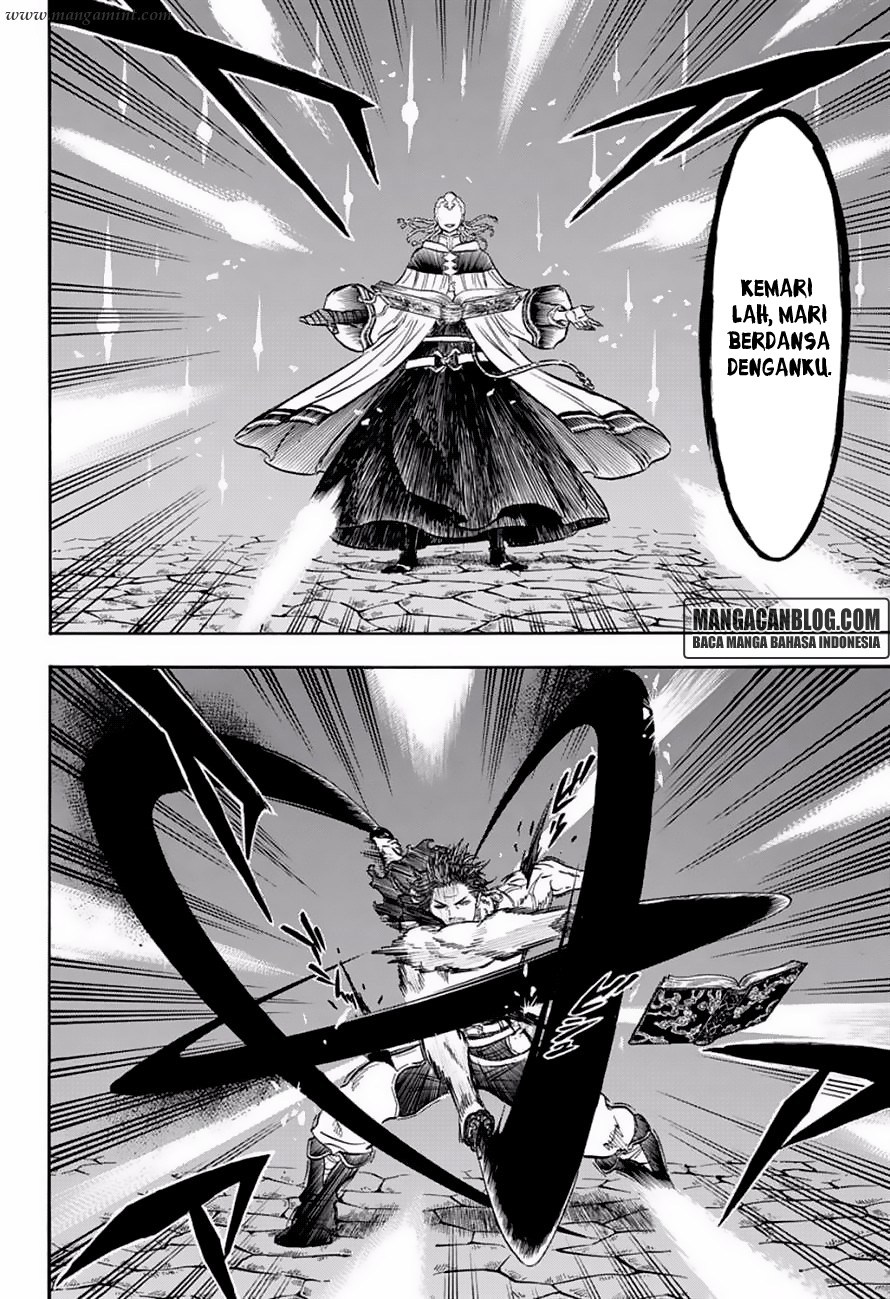 www.mangamint.com
KEMARI
LAH, MARI
BERDANSA
DENGANKU.
MANGACANBLOG.COM
BACA MANGA BAHASA INDONESIA